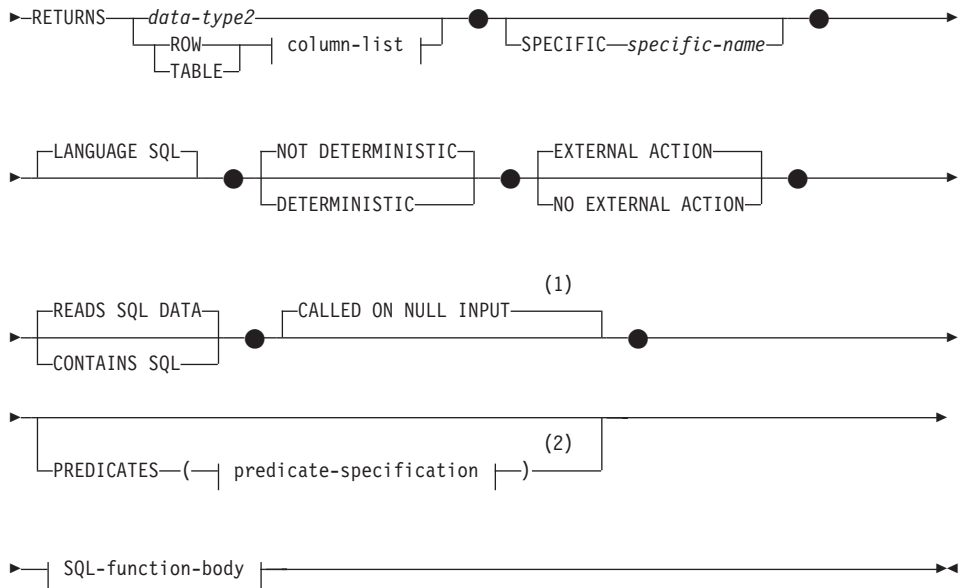 RETURNS data-type2 SPECIFIC specific-name
ROW column-list
TABLE
LANGUAGE SQL NOT DETERMINISTIC EXTERNAL ACTION
DETERMINISTIC NO EXTERNAL ACTION
READS SQL DATA CALLED ON NULL INPUT (1)
CONTAINS SQL
PREDICATES ( predicate-specification ) (2)
SQL-function-body